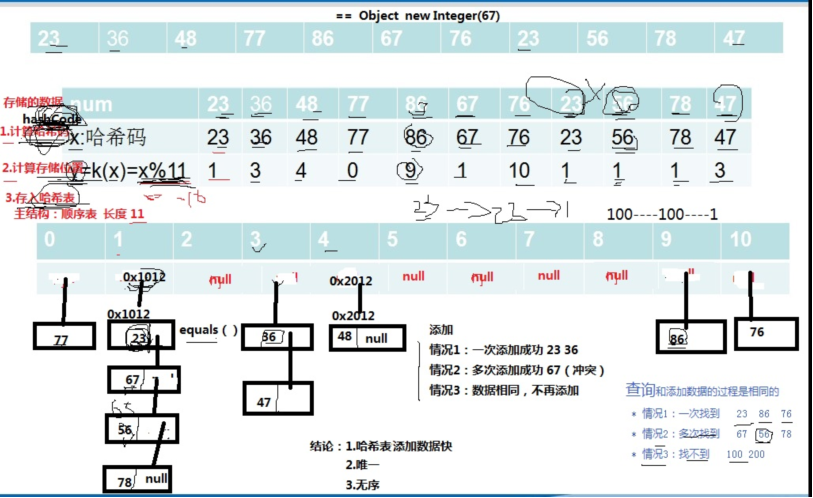 == Object new Integer(67)
23 36 48 77 86 67 76 23 56 78 47
存储的数据 num 23 36 48 77 86 67 76 23 56 78 47
hashCode
1.计算哈希码 x:哈希码 23 36 48 77 86 67 76 23 56 78 47
2.计算存储位置 y=k(x)=x%11 1 3 4 0 9 1 10 1 1 1 3
3.存入哈希表
主结构：顺序表 长度 11
23 → 23 → 1 100----100----1
0 1 2 3 4 5 6 7 8 9 10
0x1012 null 0x2012 null null null null
0x1012 0x2012
77 23 equals（） 36 48 null 86 76
67
56
78 null
47
添加
情况1：一次添加成功 23 36
情况2：多次添加成功 67（冲突）
情况3：数据相同，不再添加
查询和添加数据的过程是相同的
* 情况1：一次找到 23 86 76
* 情况2：多次找到 67 56 78
* 情况3：找不到 100 200
结论：1.哈希表添加数据快
2.唯一
3.无序